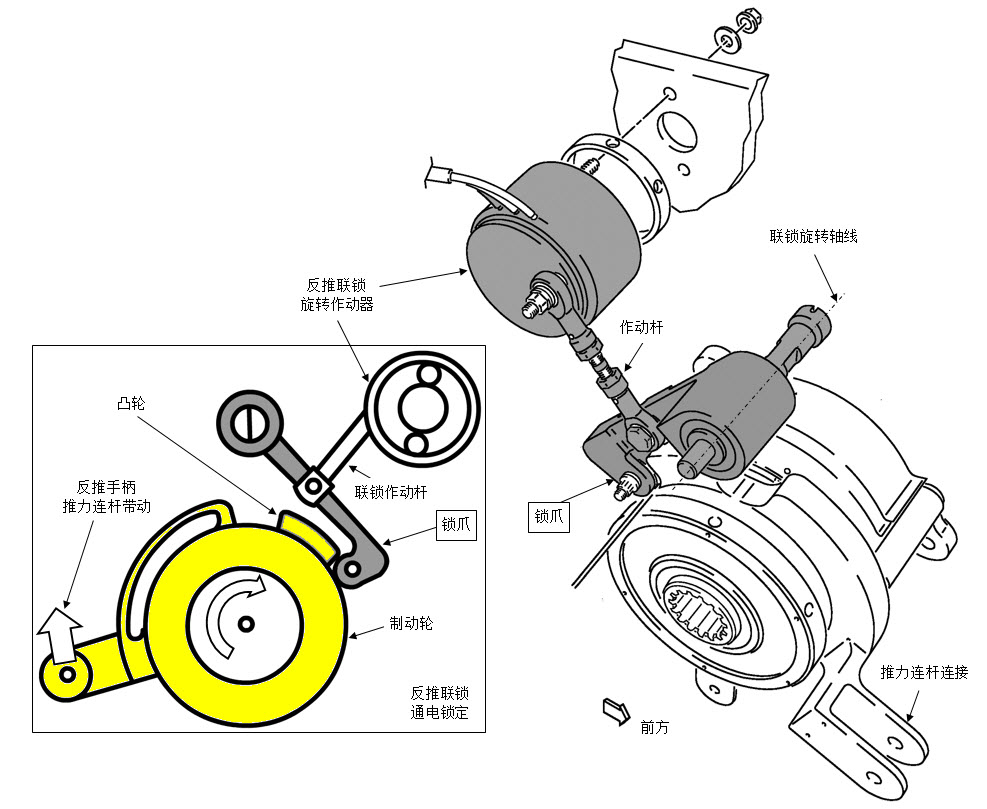 联锁旋转轴线
反推联锁
旋转作动器
作动杆
凸轮
反推手柄
推力连杆带动
联锁作动杆
锁爪
锁爪
制动轮
推力连杆连接
反推联锁
通电锁定
前方